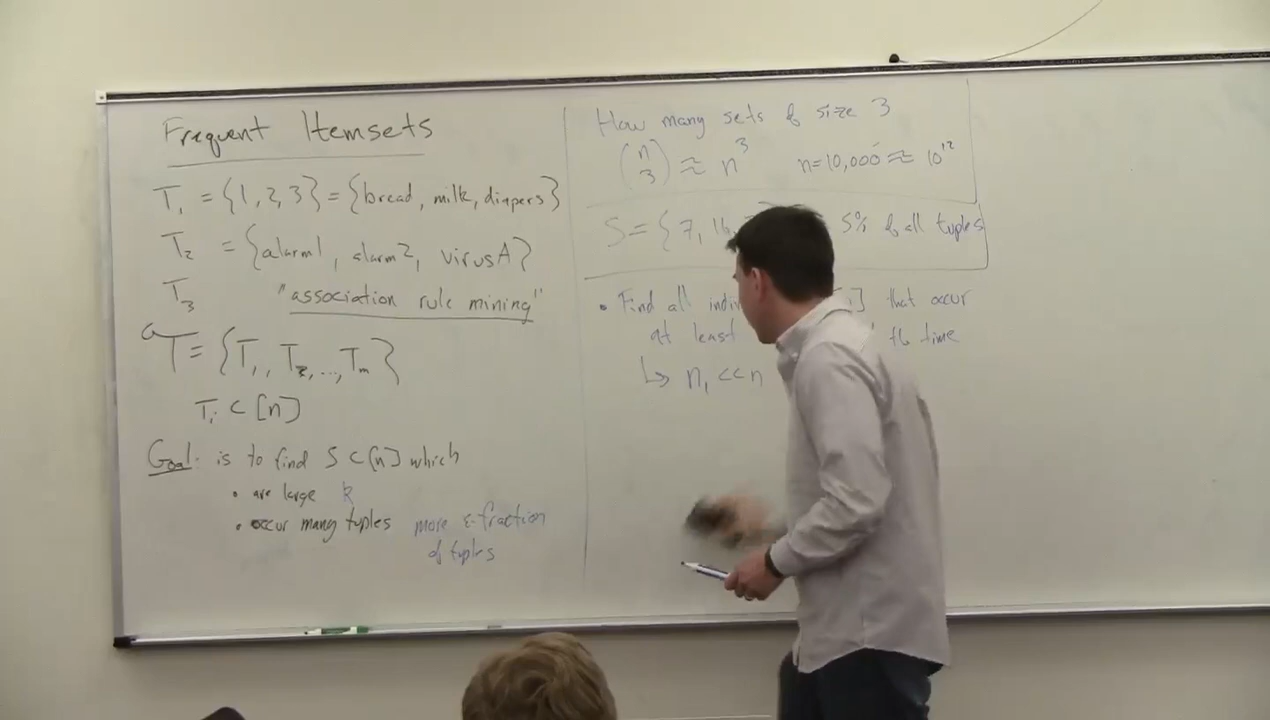 Frequent Itemsets
T₁ = {1, 2, 3} = {bread, milk, diapers}
T₂ = {alarm1, alarm2, virusA}
T₃ "association rule mining"
T = {T₁, T₂, ..., Tₘ}
Tᵢ ⊂ [n]
Goal: is to find S ⊂ [n] which
• are large k
• occur many tuples more ε-fraction
of tuples
How many sets of size 3
(n 3) ≈ n³ n=10,000 ≈ 10¹²
S = {7, 16, 5% of all tuples
• Find all ] that occur
at least the time
↳ n₁ << n